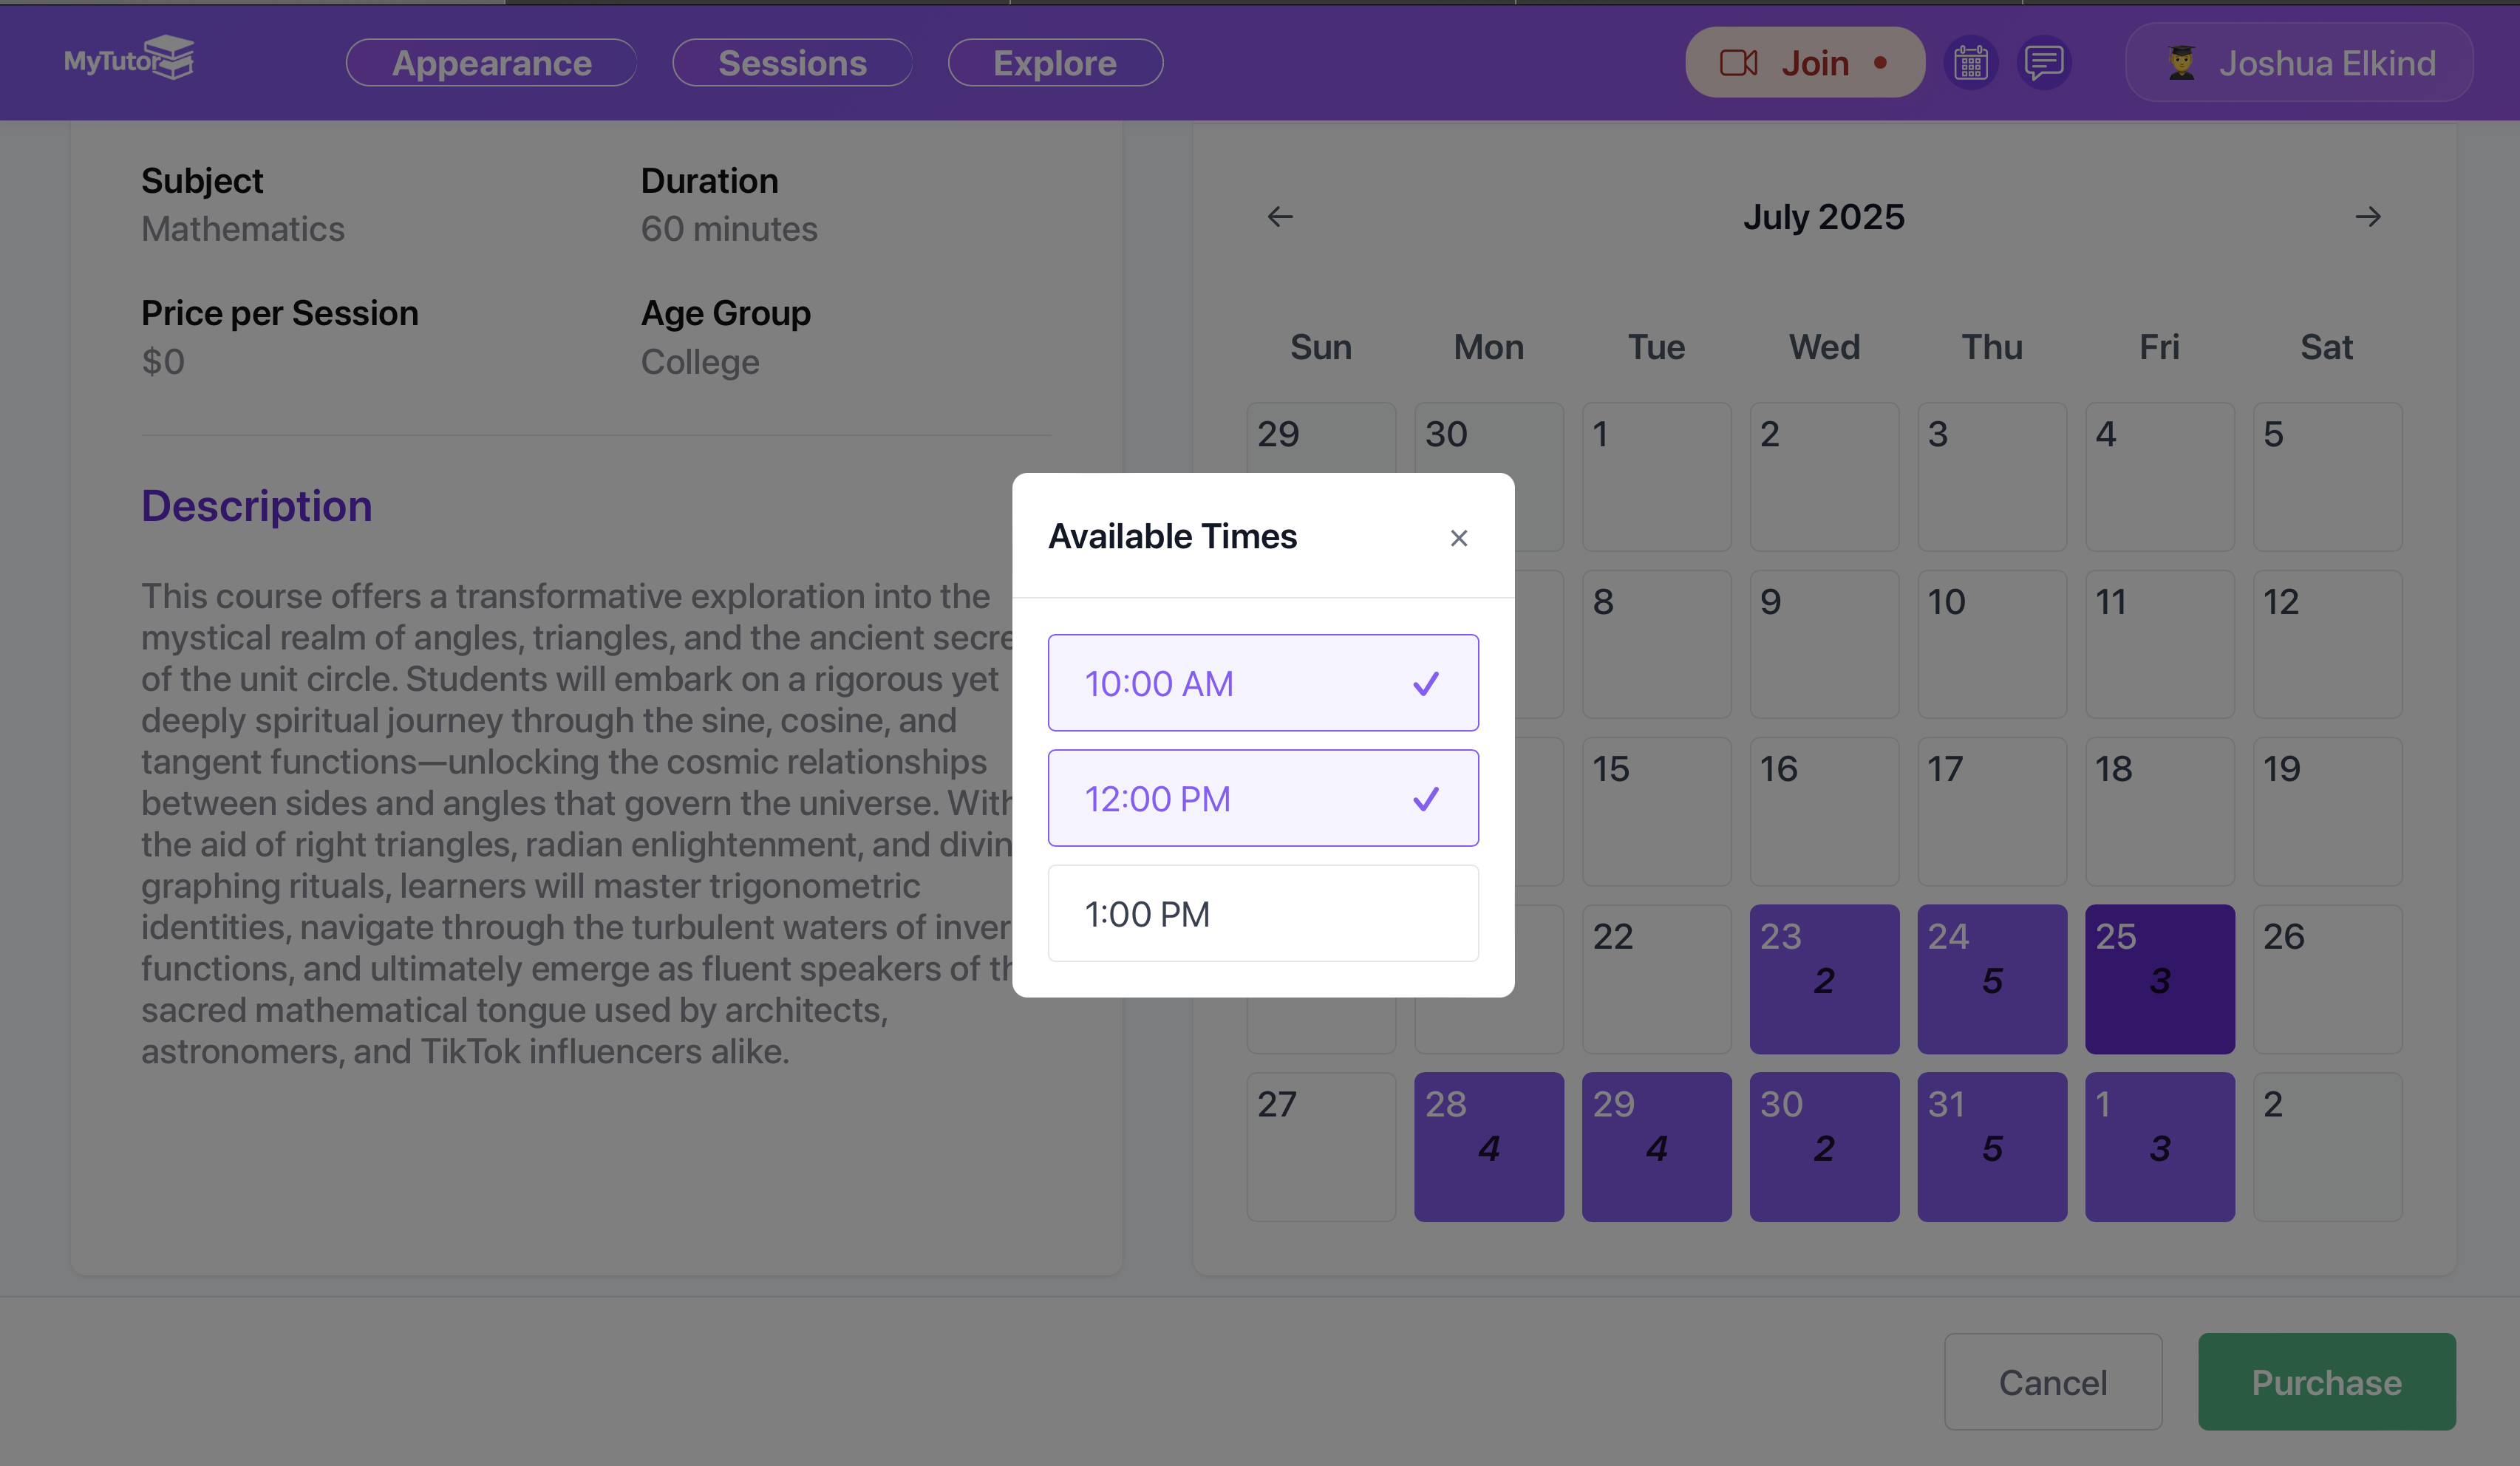 MyTutor
Appearance
Sessions
Explore
Join
Joshua Elkind
Subject
Mathematics
Duration
60 minutes
Price per Session
$0
Age Group
College
Description
This course offers a transformative exploration into the
mystical realm of angles, triangles, and the ancient
of the unit circle. Students will embark on a rigorous yet
deeply spiritual journey through the sine, cosine, and
tangent functions—unlocking the cosmic relationships
between sides and angles that govern the universe. With
the aid of right triangles, radian enlightenment, and
graphing rituals, learners will master trigonometric
identities, navigate through the turbulent waters of
functions, and ultimately emerge as fluent speakers of
sacred mathematical tongue used by architects,
astronomers, and TikTok influencers alike.
Available Times
10:00 AM
12:00 PM
1:00 PM
July 2025
Sun Mon Tue Wed Thu Fri Sat
29 30 1 2 3 4 5
8 9 10 11 12
15 16 17 18 19
22 23 24 25 26
2 5 3
27 28 29 30 31 1 2
4 4 2 5 3
Cancel
Purchase